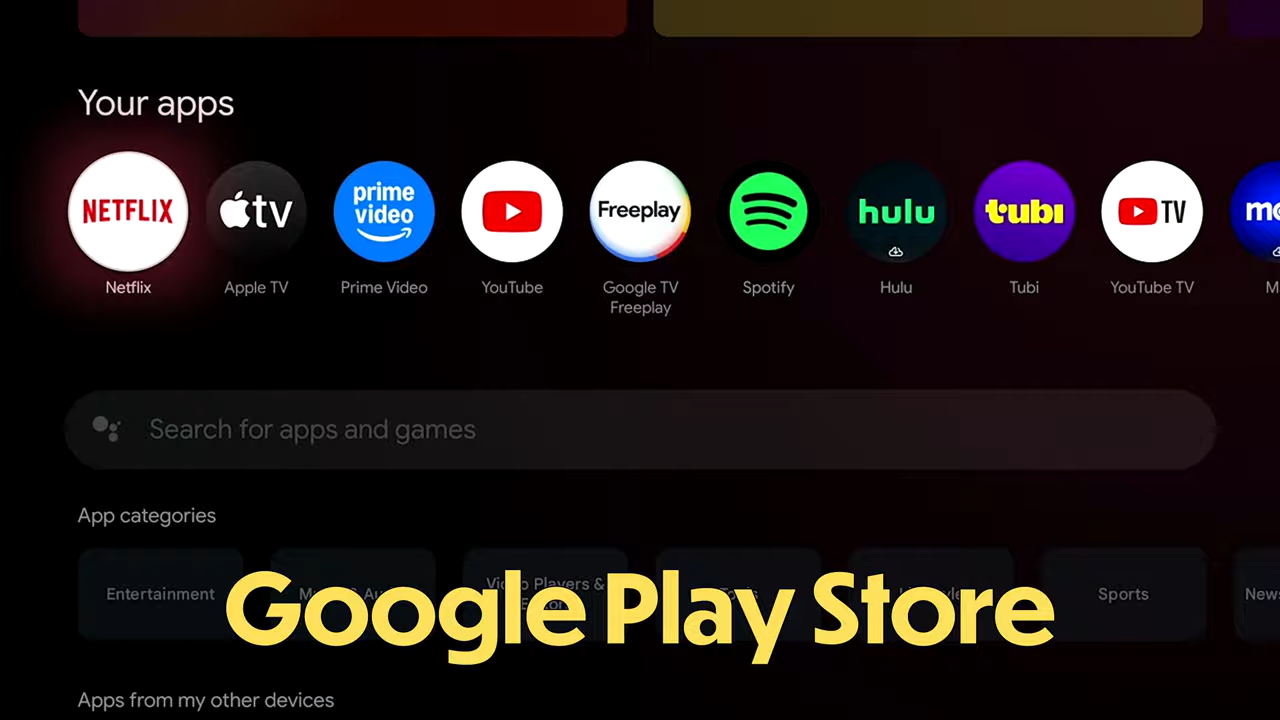 Your apps
NETFLIX
tv
prime video
Freeplay
hulu
tubi
TV
Netflix
Apple TV
Prime Video
YouTube
Google TV Freeplay
Spotify
Hulu
Tubi
YouTube TV
Search for apps and games
App categories
Entertainment
Sports
Google Play Store
Apps from my other devices